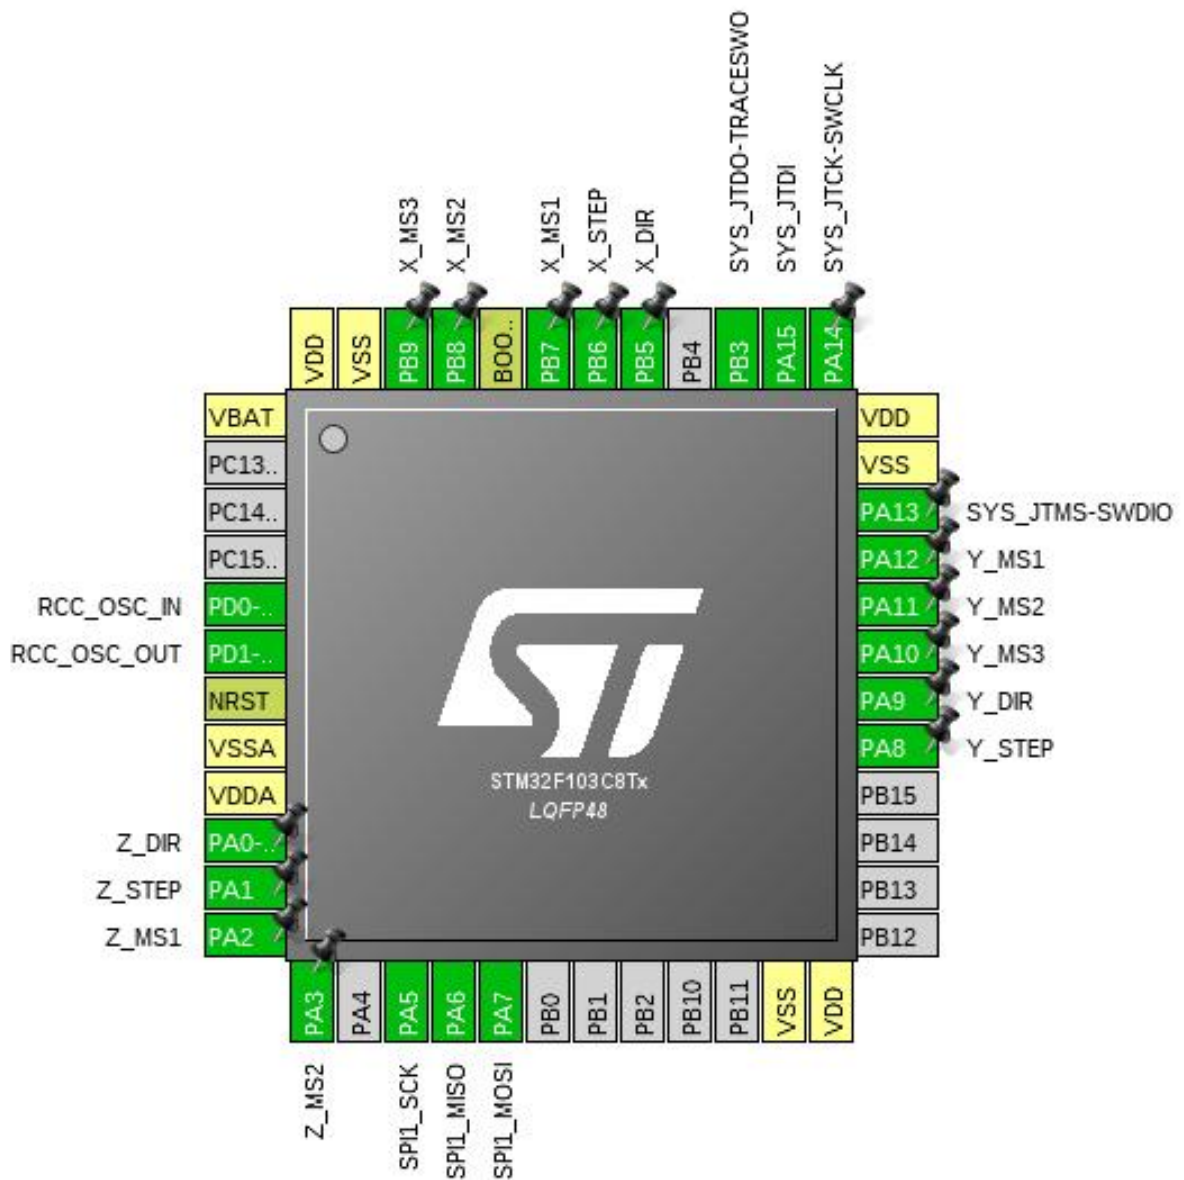 X_MS3
X_MS2
X_MS1
X_STEP
X_DIR
SYS_JTDO-TRACESWO
SYS_JTDI
SYS_JTCK-SWCLK
VDD
VSS
PB9
PB8
BOO..
PB7
PB6
PB5
PB4
PB3
PA15
PA14
VBAT
PC13..
PC14..
PC15..
RCC_OSC_IN PD0-..
RCC_OSC_OUT PD1-..
NRST
VSSA
VDDA
Z_DIR PA0-..
Z_STEP PA1
Z_MS1 PA2
VDD
VSS
PA13 SYS_JTMS-SWDIO
PA12 Y_MS1
PA11 Y_MS2
PA10 Y_MS3
PA9 Y_DIR
PA8 Y_STEP
PB15
PB14
PB13
PB12
STM32F103C8Tx
LQFP48
PA3
PA4
PA5
PA6
PA7
PB0
PB1
PB2
PB10
PB11
VSS
VDD
Z_MS2
SPI1_SCK
SPI1_MISO
SPI1_MOSI